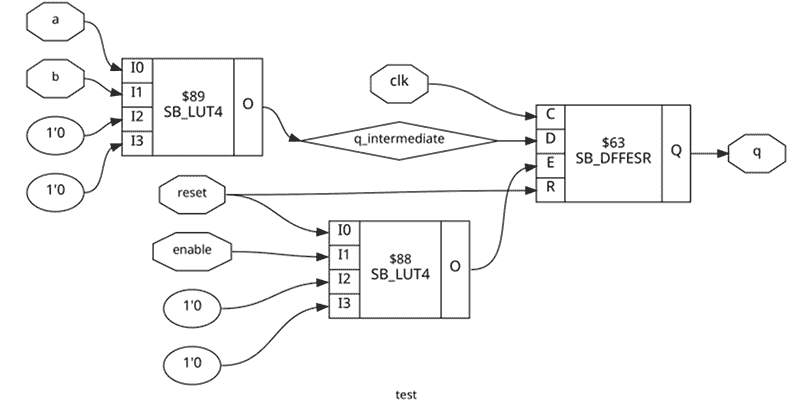 a
b
1'0
1'0
I0
I1
I2
I3
$89
SB_LUT4
O
q_intermediate
clk
C
D
E
R
$63
SB_DFFESR
Q
q
reset
enable
1'0
1'0
I0
I1
I2
I3
$88
SB_LUT4
O
test